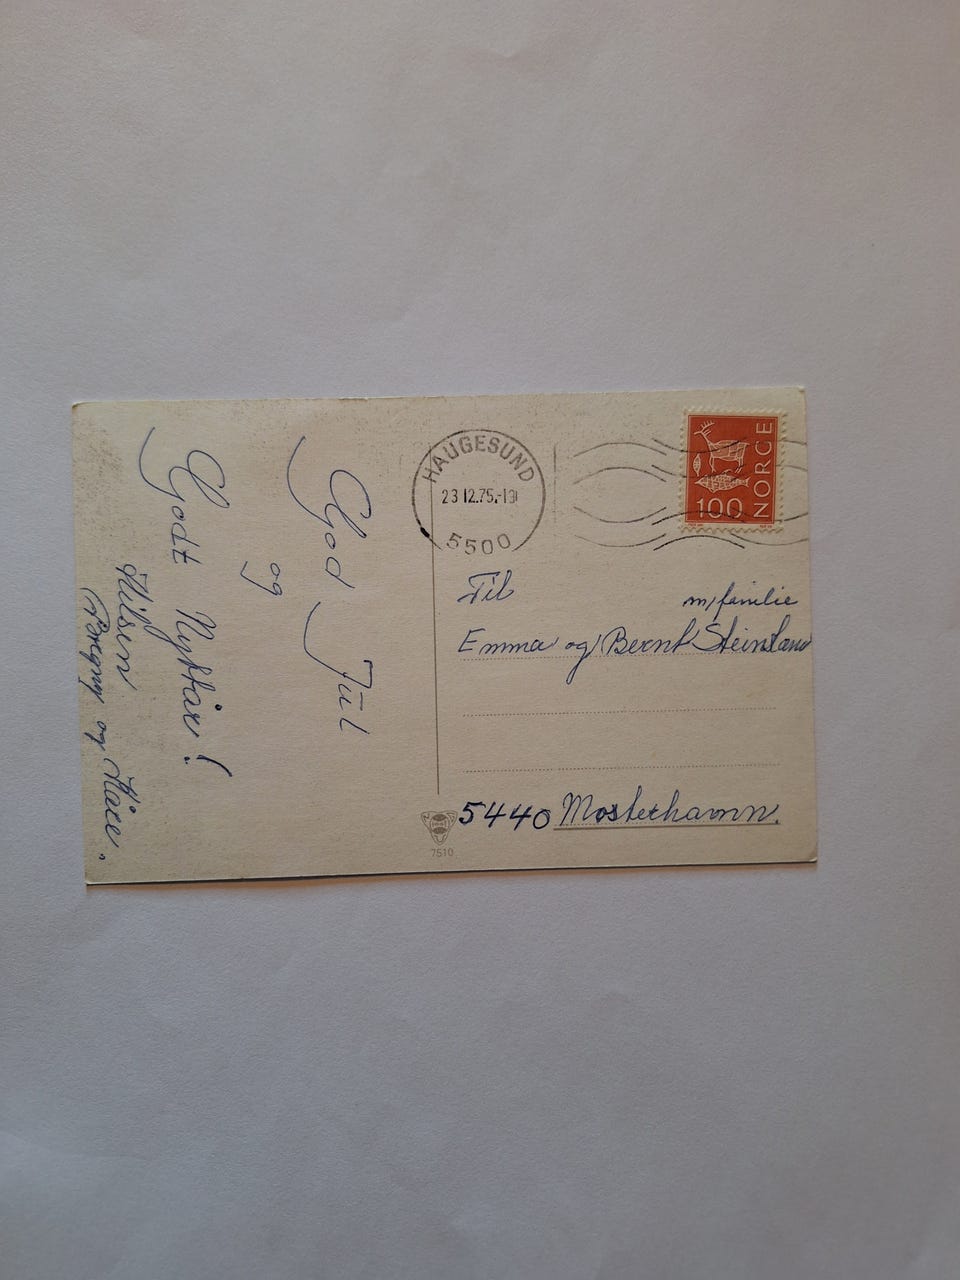 God Jul
og
Godt Nyttår!
Hilsen
og Kåre.
HAUGESUND
23.12.75.-19
5500
NORGE
100
Til
m/familie
Emma og Bernt Steinsland
5440 Mosterhamn.
7510